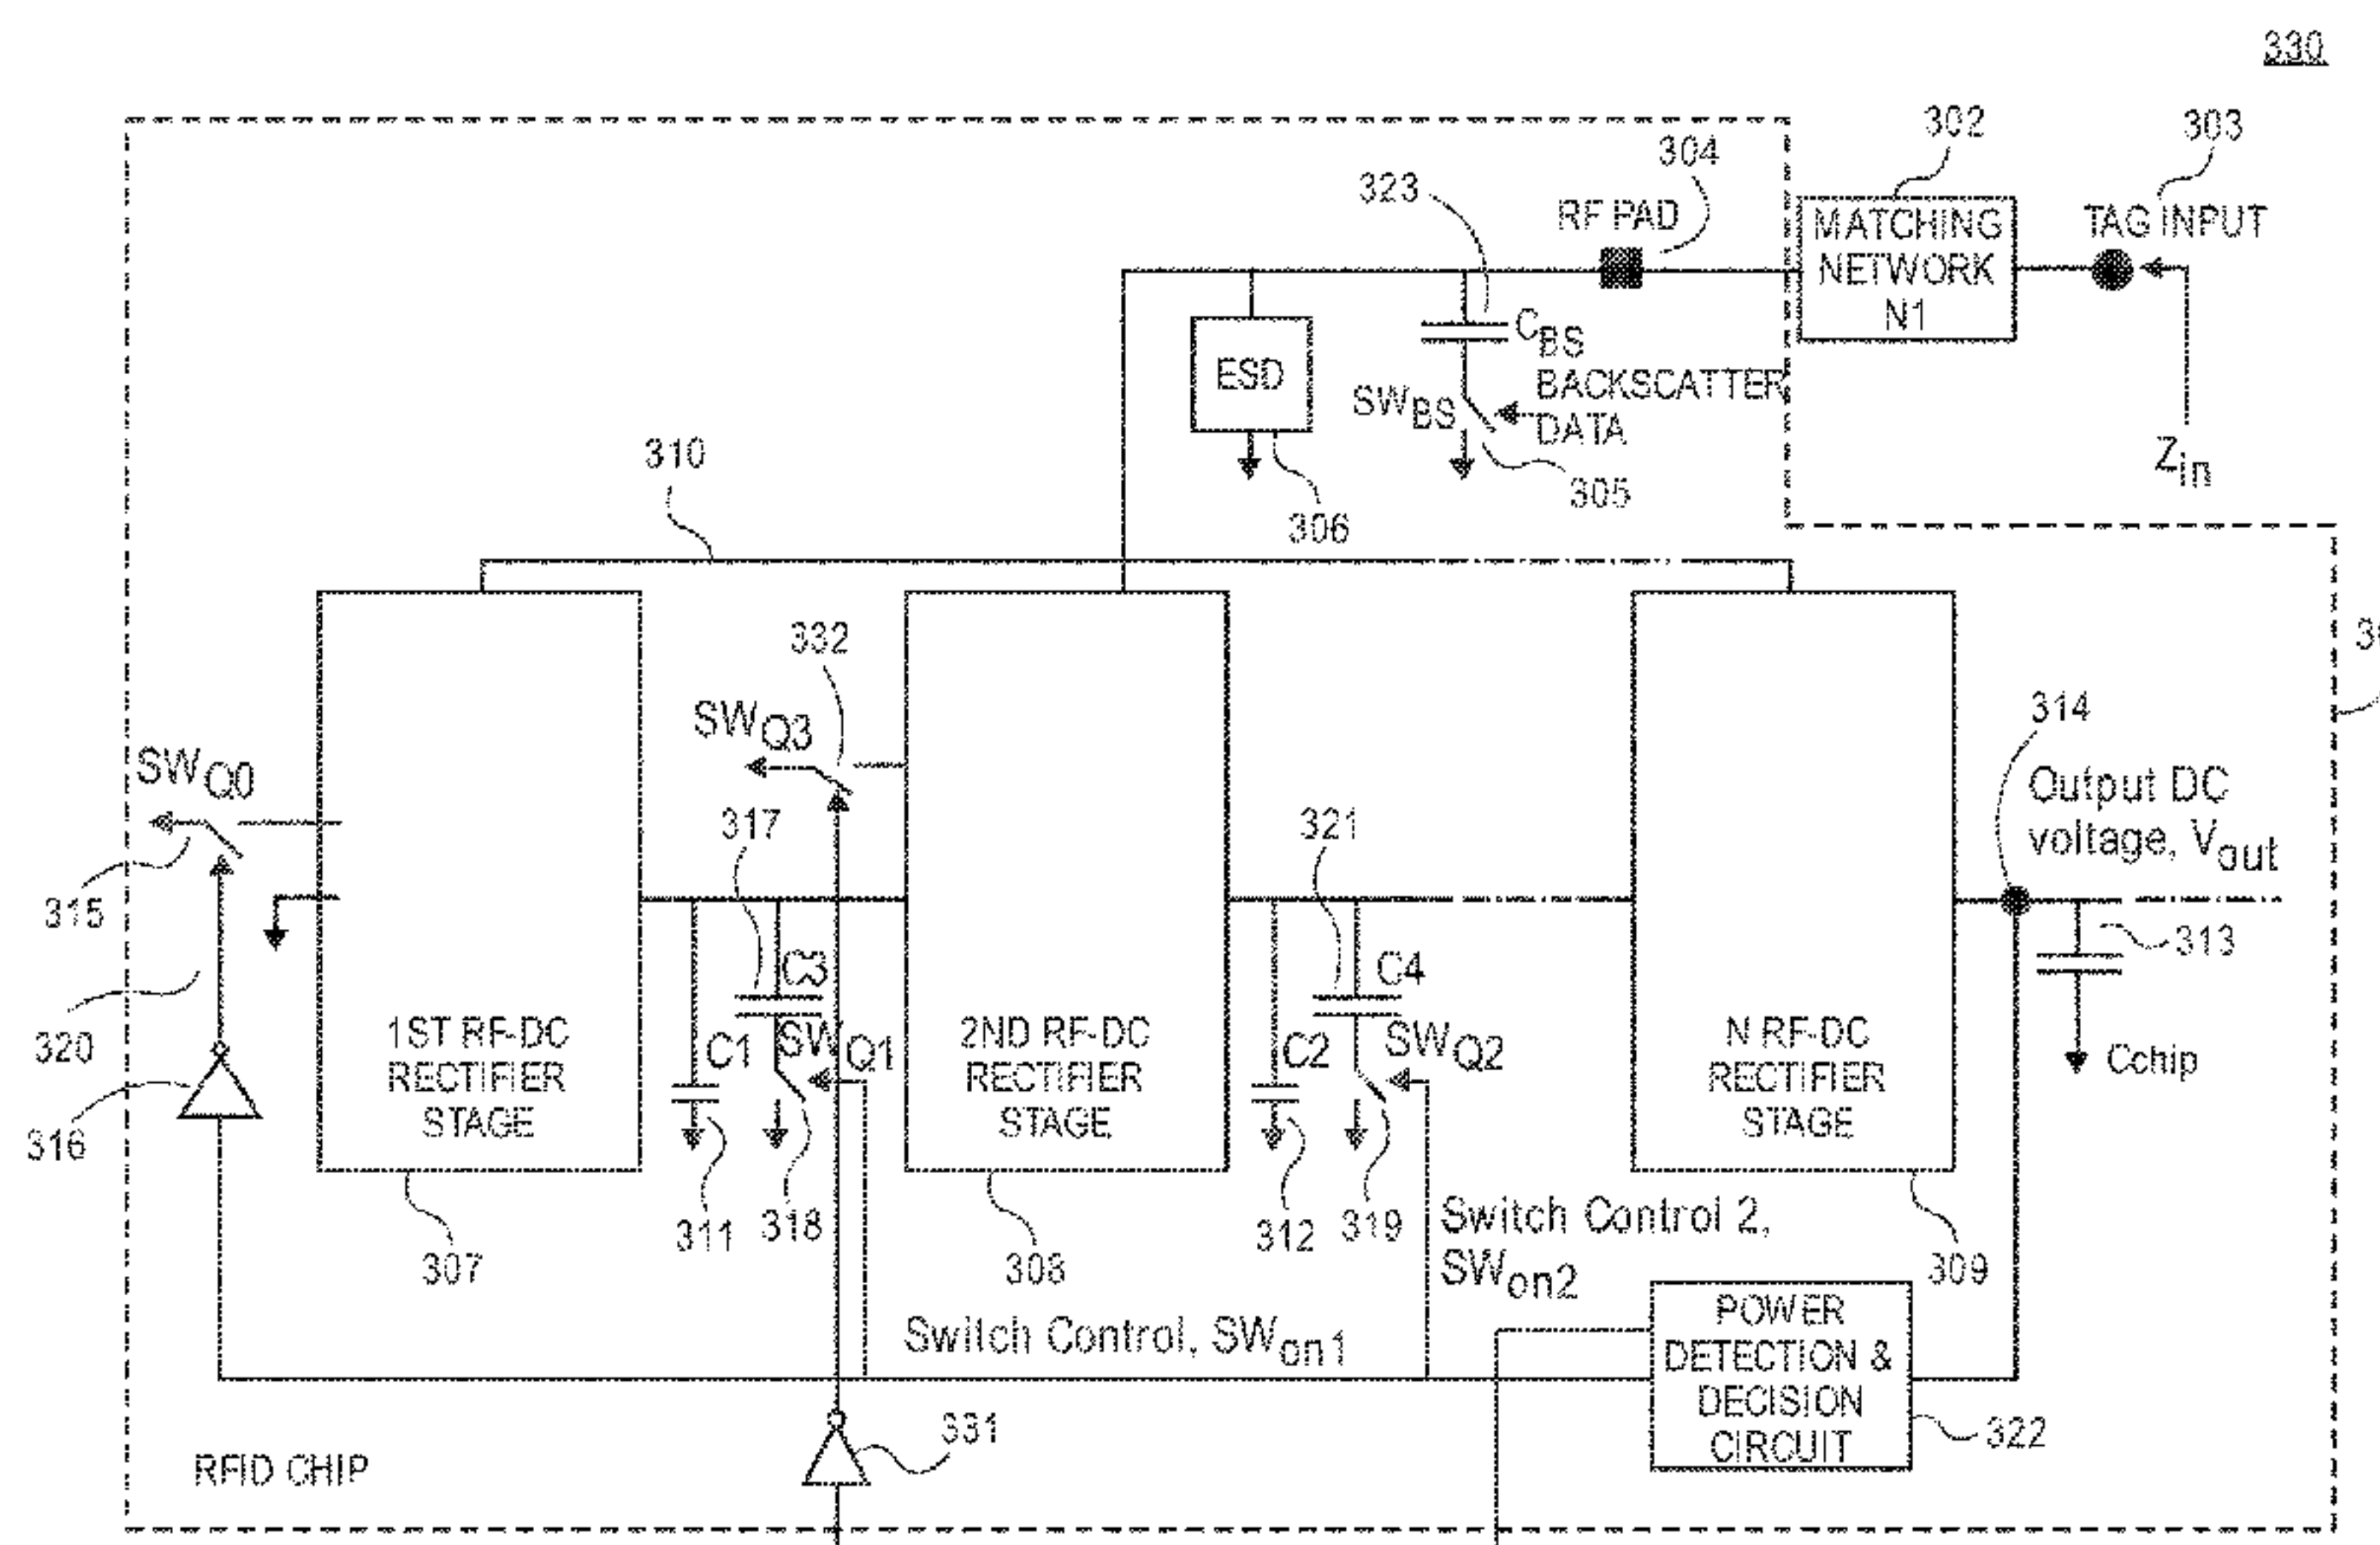 330
302
303
304
323
RF PAD
MATCHING
NETWORK
N1
TAG INPUT
CBS
ESD
BACKSCATTER
DATA
SWBS
305
306
Zin
310
332
SWQ3
SWQ0
314
Output DC
voltage, Vout
317
321
315
313
C3
C4
320
1ST RF-DC
RECTIFIER
STAGE
C1
SWQ1
2ND RF-DC
RECTIFIER
STAGE
C2
SWQ2
N RF-DC
RECTIFIER
STAGE
Cchip
316
311
318
312
319
Switch Control 2,
SWon2
307
308
309
Switch Control, SWon1
POWER
DETECTION &
DECISION
CIRCUIT
331
322
RFID CHIP